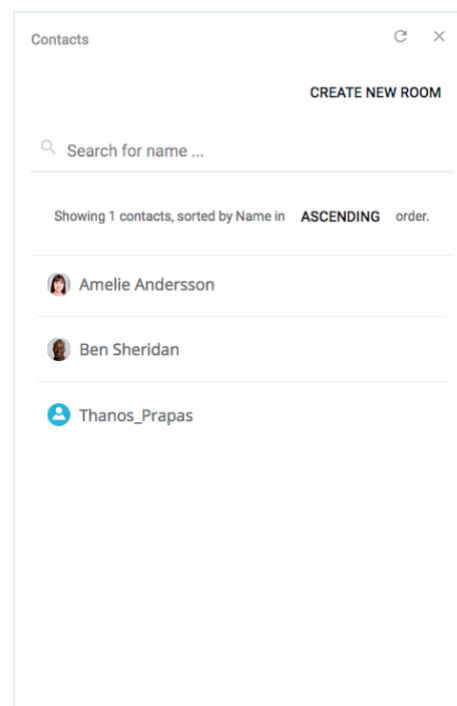 Contacts
CREATE NEW ROOM
Search for name ...
Showing 1 contacts, sorted by Name in ASCENDING order.
Amelie Andersson
Ben Sheridan
Thanos_Prapas